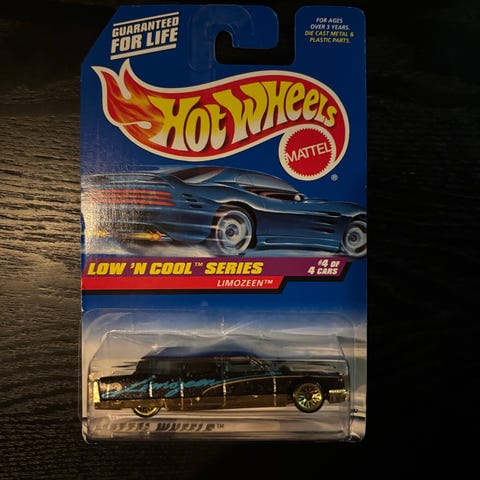 GUARANTEED
FOR LIFE
FOR AGES
OVER 3 YEARS.
DIE CAST METAL &
PLASTIC PARTS.
HOT WHEELS
MATTEL
®
LOW 'N COOL™ SERIES
LIMOZEEN™
#4 OF
4 CARS
Limozeen